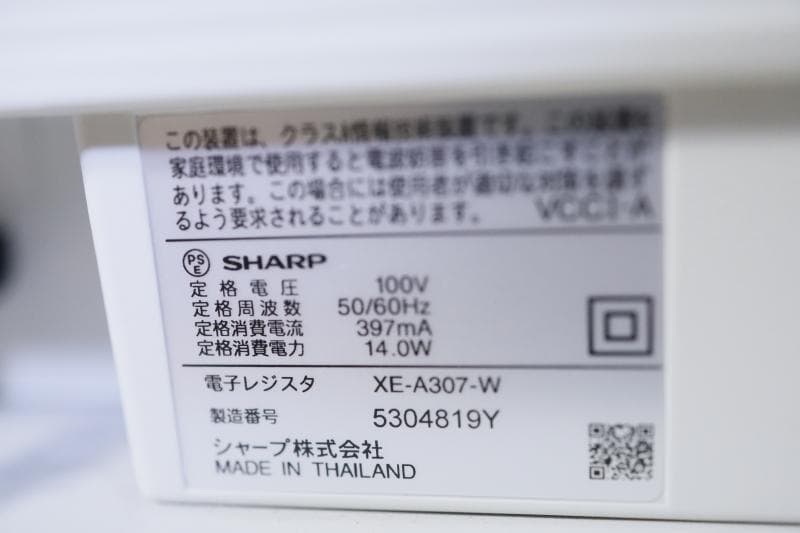 この装置は、クラスA情報技術装置です。この装置を
家庭環境で使用すると電波妨害を引き起こすことが
あります。この場合には使用者が適切な対策を講ず
るよう要求されることがあります。 VCCI-A
PSE SHARP
定格電圧 100V
定格周波数 50/60Hz
定格消費電流 397mA
定格消費電力 14.0W
電子レジスタ XE-A307-W
製造番号 5304819Y
シャープ株式会社
MADE IN THAILAND